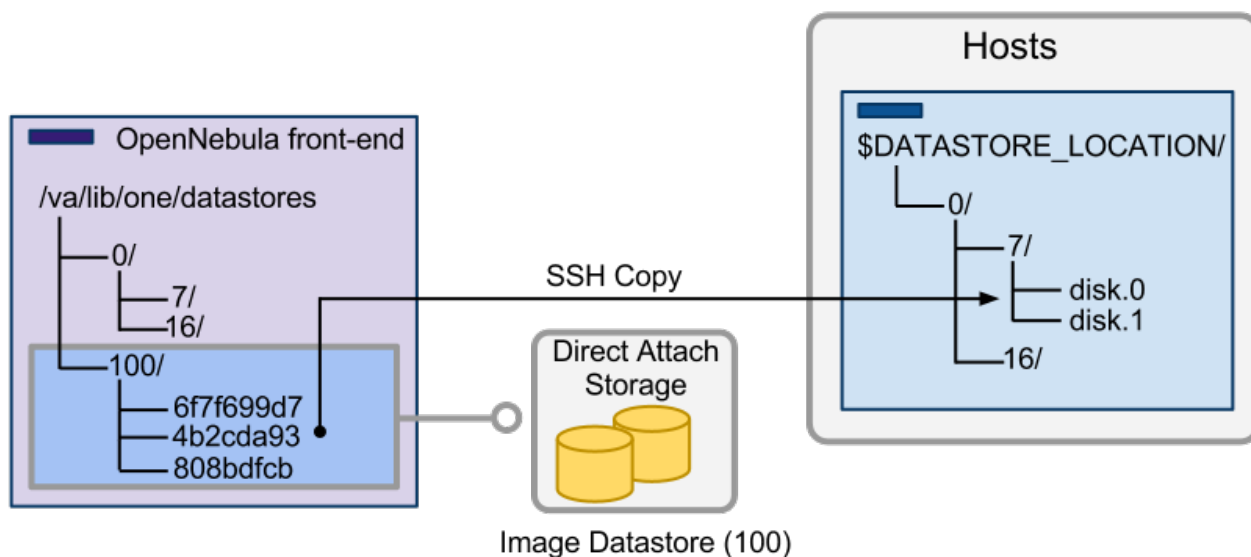 Hosts
OpenNebula front-end
$DATASTORE_LOCATION/
/va/lib/one/datastores
0/
0/
7/
7/
16/
disk.0
disk.1
16/
SSH Copy
100/
6f7f699d7
4b2cda93
808bdfcb
Direct Attach
Storage
Image Datastore (100)